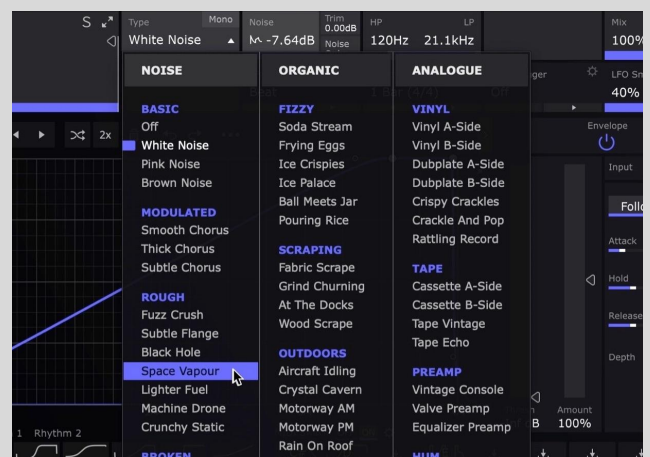 S
Type
Mono
White Noise
Noise
-7.64dB
Trim
0.00dB
Noise
HP
LP
120Hz
21.1kHz
Mix
100%
ger
LFO Sn
40%
2x
Envelope
Input
Follo
Attack
Hold
Release
Depth
Amount
100%
B
1
Rhythm 2
NOISE
BASIC
Off
White Noise
Pink Noise
Brown Noise
MODULATED
Smooth Chorus
Thick Chorus
Subtle Chorus
ROUGH
Fuzz Crush
Subtle Flange
Black Hole
Space Vapour
Lighter Fuel
Machine Drone
Crunchy Static
BROKEN
ORGANIC
FIZZY
Soda Stream
Frying Eggs
Ice Crispies
Ice Palace
Ball Meets Jar
Pouring Rice
SCRAPING
Fabric Scrape
Grind Churning
At The Docks
Wood Scrape
OUTDOORS
Aircraft Idling
Crystal Cavern
Motorway AM
Motorway PM
Rain On Roof
ANALOGUE
VINYL
Vinyl A-Side
Vinyl B-Side
Dubplate A-Side
Dubplate B-Side
Crispy Crackles
Crackle And Pop
Rattling Record
TAPE
Cassette A-Side
Cassette B-Side
Tape Vintage
Tape Echo
PREAMP
Vintage Console
Valve Preamp
Equalizer Preamp
HUM